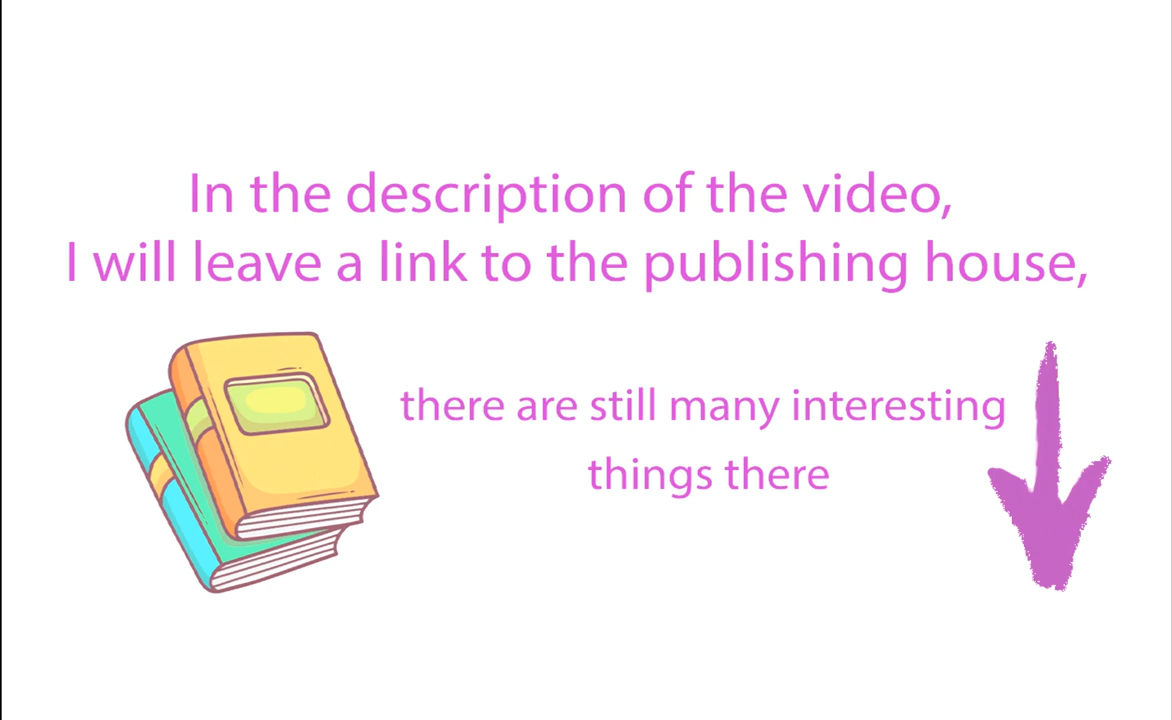 In the description of the video,
I will leave a link to the publishing house,
there are still many interesting
things there